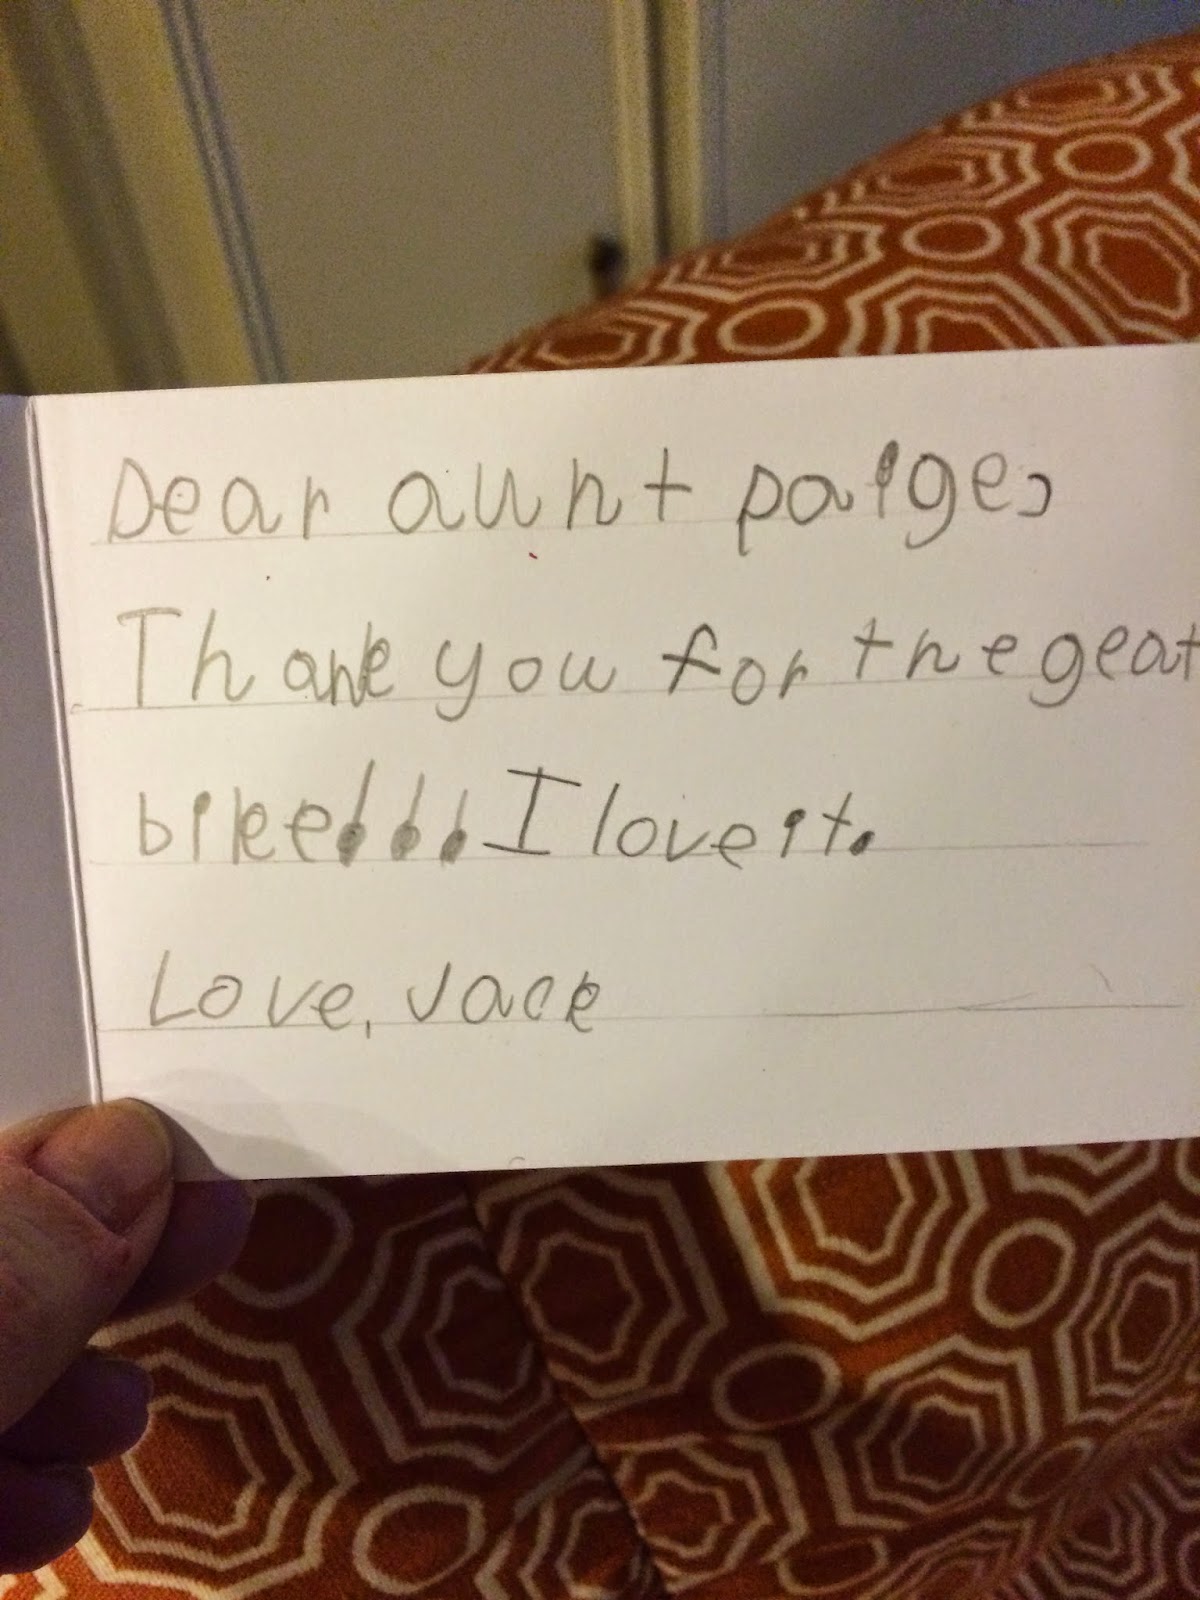 Dear aunt paige,
Thank you for the geat
bike!!! I love it.
Love, Jack